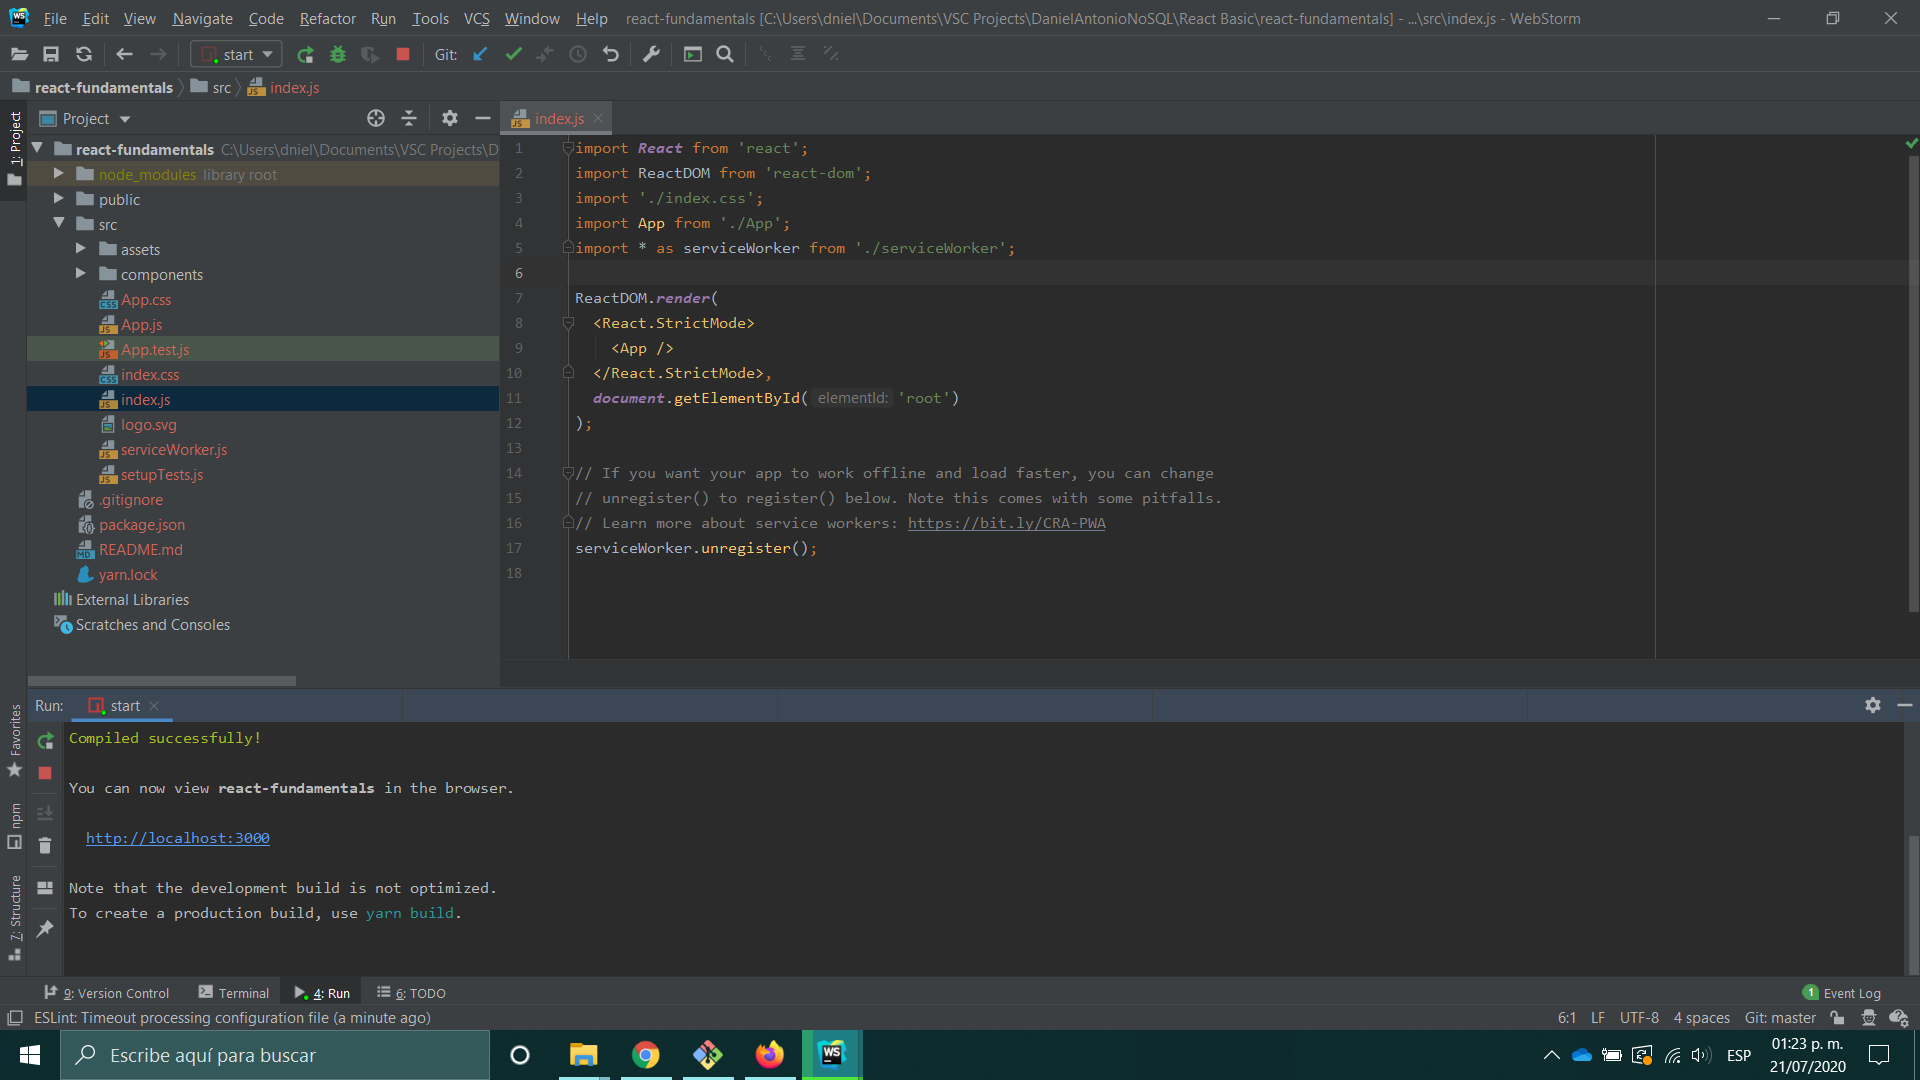 File Edit View Navigate Code Refactor Run Tools VCS Window Help react-fundamentals [C:\Users\dniel\Documents\VSC Projects\DanielAntonioNoSQL\React Basic\react-fundamentals] - ...\src\index.js - WebStorm
start Git:
react-fundamentals src index.js
1: Project
Project
index.js
react-fundamentals C:\Users\dniel\Documents\VSC Projects\D
node_modules library root
public
src
assets
components
App.css
App.js
App.test.js
index.css
index.js
logo.svg
serviceWorker.js
setupTests.js
.gitignore
package.json
README.md
yarn.lock
External Libraries
Scratches and Consoles
1 import React from 'react';
2 import ReactDOM from 'react-dom';
3 import './index.css';
4 import App from './App';
5 import * as serviceWorker from './serviceWorker';
6
7 ReactDOM.render(
8 <React.StrictMode>
9 <App />
10 </React.StrictMode>,
11 document.getElementById( elementId: 'root')
12 );
13
14 // If you want your app to work offline and load faster, you can change
15 // unregister() to register() below. Note this comes with some pitfalls.
16 // Learn more about service workers: https://bit.ly/CRA-PWA
17 serviceWorker.unregister();
18
Favorites
npm
7: Structure
Run: start
Compiled successfully!
You can now view react-fundamentals in the browser.
http://localhost:3000
Note that the development build is not optimized.
To create a production build, use yarn build.
9: Version Control Terminal 4: Run 6: TODO 1 Event Log
ESLint: Timeout processing configuration file (a minute ago) 6:1 LF UTF-8 4 spaces Git: master
Escribe aquí para buscar
ESP
01:23 p. m.
21/07/2020